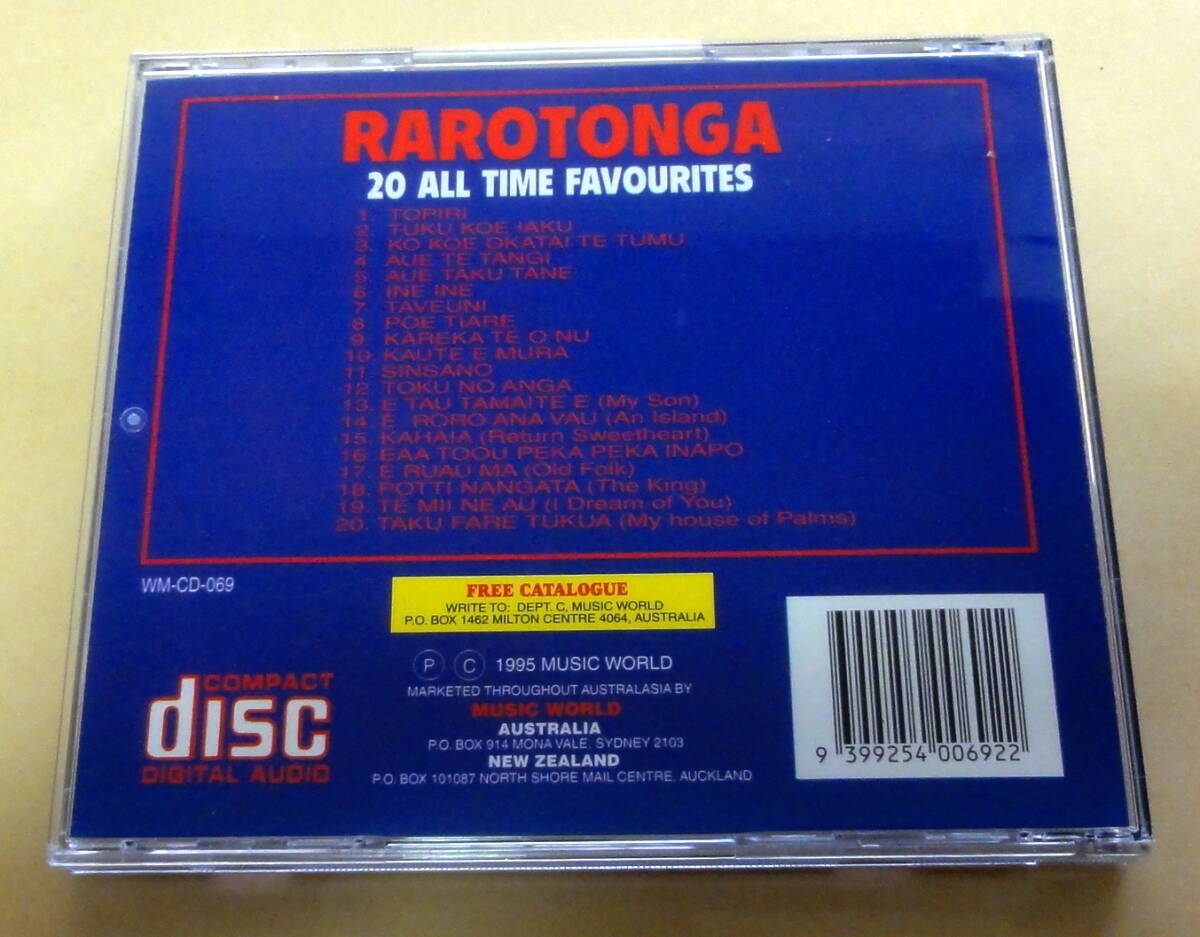 RAROTONGA
20 ALL TIME FAVOURITES
1. TOPIRI
2. TUKU KOE IAKU
3. KO KOE OKATAI TE TUMU
4 AUE TE TANGI
5 AUE TAKU TANE
6 INE INE
7 TAVEUNI
8 POE TIARE
9 KAREKA TE O NU
10 KAUTE E MURA
11 SINSANO
12 TOKU NO ANGA
13. E TAU TAMAITE E (My Son)
14 E RORO ANA VAU (An Island)
15 KAHAIA (Return Sweetheart)
16 EAA TOOU PEKA PEKA INAPO
17. E RUAU MA (Old Folk)
18. POTTI NANGATA (The King)
19. TE MII NE AU (I Dream of You)
20. TAKU FARE TUKUA (My house of Palms)
WM-CD-069
FREE CATALOGUE
WRITE TO: DEPT. C, MUSIC WORLD
P.O. BOX 1462 MILTON CENTRE 4064, AUSTRALIA
P C 1995 MUSIC WORLD
MARKETED THROUGHOUT AUSTRALASIA BY
MUSIC WORLD
AUSTRALIA
P.O. BOX 914 MONA VALE, SYDNEY 2103
NEW ZEALAND
P.O. BOX 101087 NORTH SHORE MAIL CENTRE, AUCKLAND
COMPACT
disc
DIGITAL AUDIO
9 399254 006922